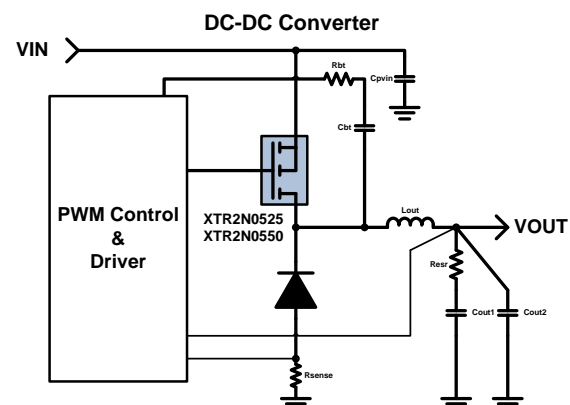 DC-DC Converter
VIN
Rbt
Cpvin
Cbt
PWM Control
&
Driver
XTR2N0525
XTR2N0550
Lout
VOUT
Resr
Cout1
Cout2
Rsense